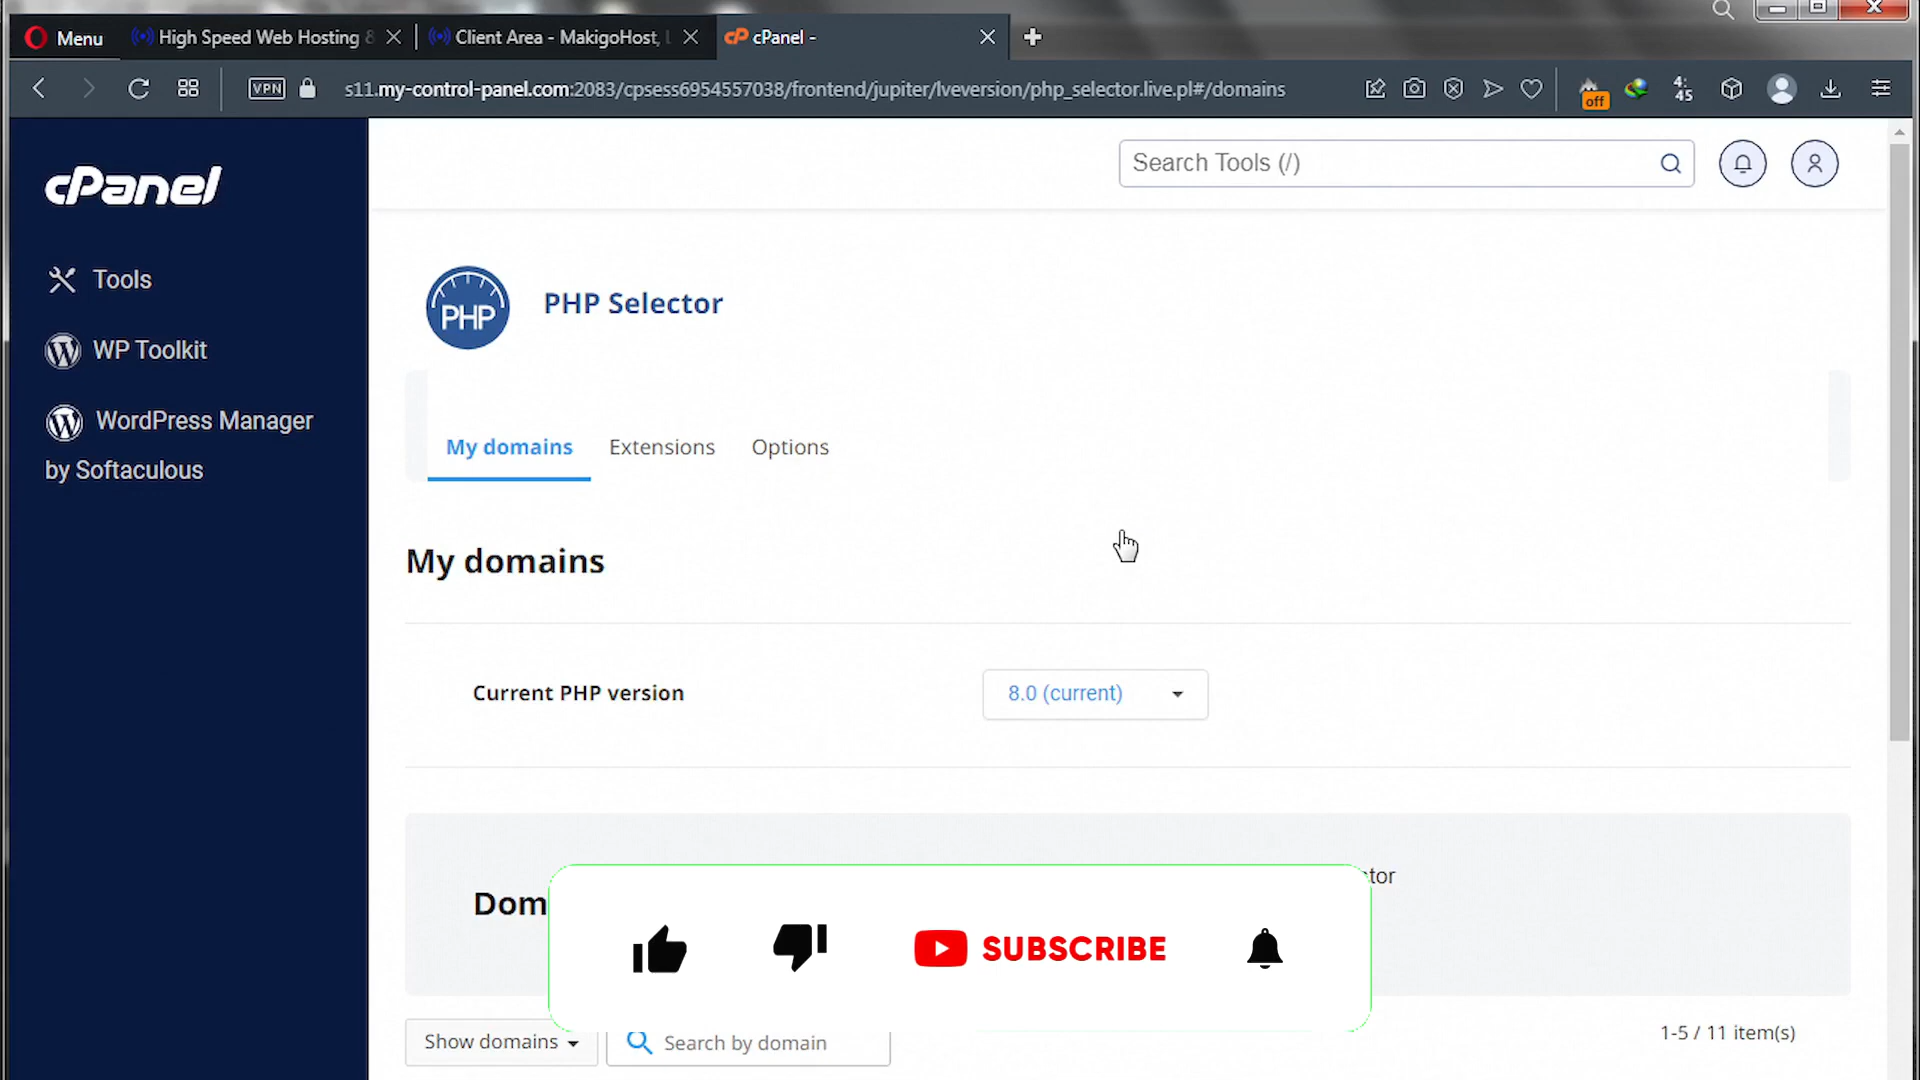 Menu
High Speed Web Hosting &
Client Area - MakigoHost, L
cP cPanel -
VPN
s11.my-control-panel.com:2083/cpsess6954557038/frontend/jupiter/lveversion/php_selector.live.pl#/domains
off
4:
45
cPanel
Search Tools (/)
Tools
WP Toolkit
WordPress Manager
by Softaculous
PHP
PHP Selector
My domains
Extensions
Options
My domains
Current PHP version
8.0 (current)
Dom
tor
SUBSCRIBE
Show domains
Search by domain
1-5 / 11 item(s)